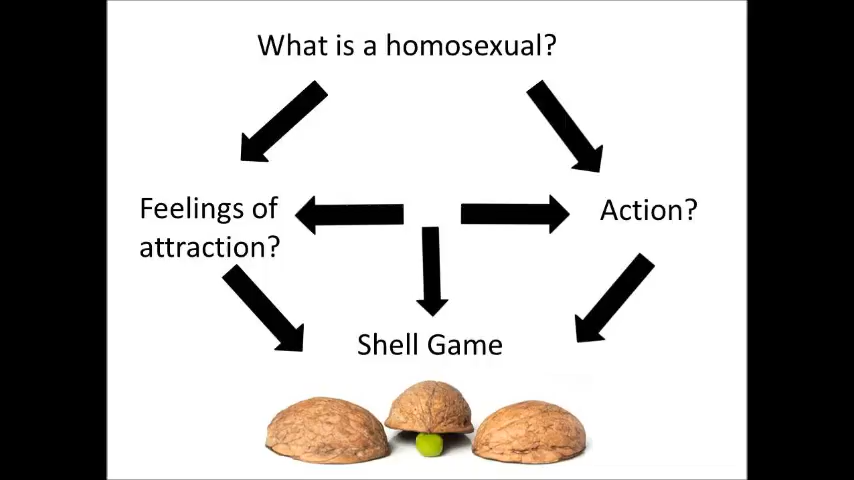 What is a homosexual?
Feelings of
attraction?
Action?
Shell Game